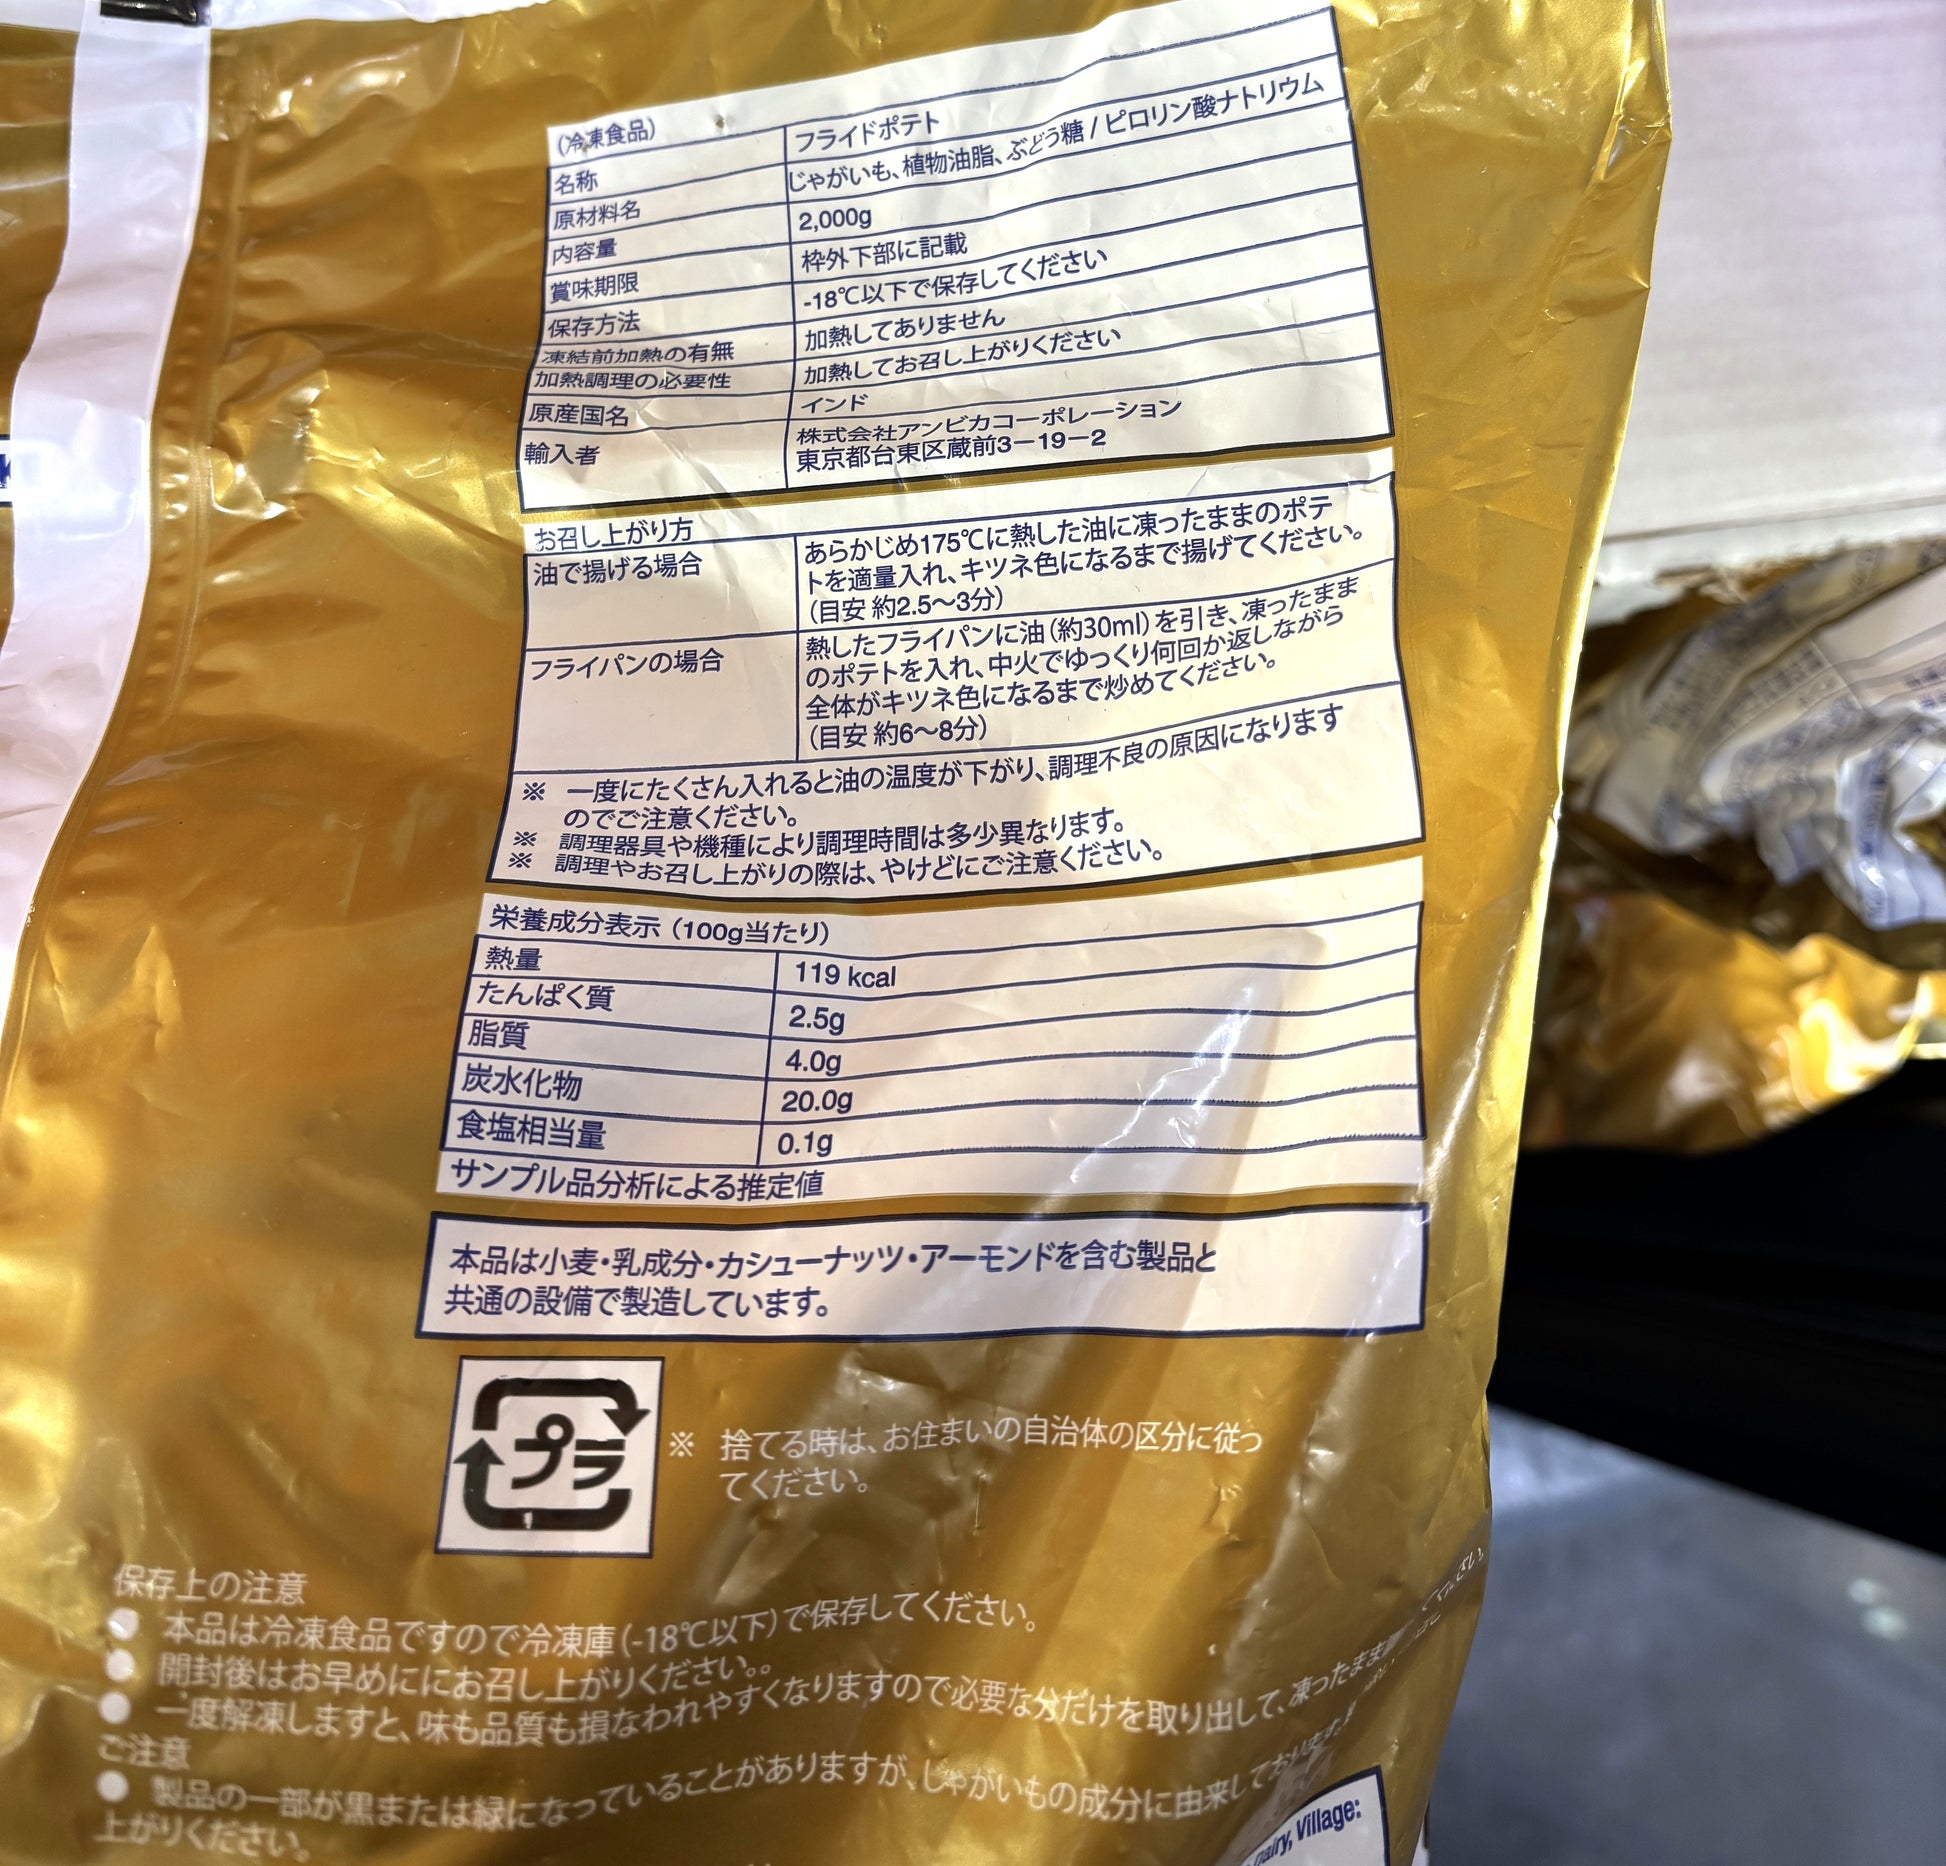 (冷凍食品)
名称 フライドポテト
原材料名 じゃがいも、植物油脂、ぶどう糖 / ピロリン酸ナトリウム
内容量 2,000g
賞味期限 枠外下部に記載
保存方法 -18℃以下で保存してください
凍結前加熱の有無 加熱してありません
加熱調理の必要性 加熱してお召し上がりください
原産国名 インド
輸入者 株式会社アンビカコーポレーション
東京都台東区蔵前3－19－2
お召し上がり方
油で揚げる場合 あらかじめ175℃に熱した油に凍ったままのポテ
トを適量入れ、キツネ色になるまで揚げてください。
(目安 約2.5～3分)
フライパンの場合 熱したフライパンに油(約30ml)を引き、凍ったまま
のポテトを入れ、中火でゆっくり何回か返しながら
全体がキツネ色になるまで炒めてください。
(目安 約6～8分)
※ 一度にたくさん入れると油の温度が下がり、調理不良の原因になります
のでご注意ください。
※ 調理器具や機種により調理時間は多少異なります。
※ 調理やお召し上がりの際は、やけどにご注意ください。
栄養成分表示 (100g当たり)
熱量 119 kcal
たんぱく質 2.5g
脂質 4.0g
炭水化物 20.0g
食塩相当量 0.1g
サンプル品分析による推定値
本品は小麦・乳成分・カシューナッツ・アーモンドを含む製品と
共通の設備で製造しています。
プラ
※ 捨てる時は、お住まいの自治体の区分に従っ
てください。
保存上の注意
● 本品は冷凍食品ですので冷凍庫(-18℃以下)で保存してください。
● 開封後はお早めににお召し上がりください。。
● 一度解凍しますと、味も品質も損なわれやすくなりますので必要な分だけを取り出して、凍ったまま ください。
ご注意
● 製品の一部が黒または緑になっていることがありますが、じゃがいもの成分に由来しております
上がりください。
Dairy, Village: